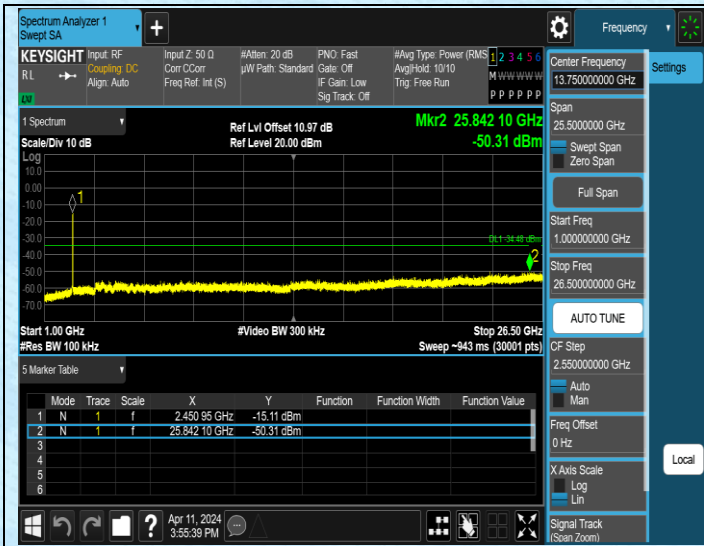 Spectrum Analyzer 1
Swept SA
+
Frequency
KEYSIGHT
RL
LXI
Input: RF
Coupling: DC
Align: Auto
Input Z: 50 Ω
Corr CCorr
Freq Ref: Int (S)
#Atten: 20 dB
µW Path: Standard
PNO: Fast
Gate: Off
IF Gain: Low
Sig Track: Off
#Avg Type: Power (RMS
Avg|Hold: 10/10
Trig: Free Run
1 2 3 4 5 6
M W W W W W
P P P P P P
1 Spectrum
Scale/Div 10 dB
Ref Lvl Offset 10.97 dB
Ref Level 20.00 dBm
Mkr2 25.842 10 GHz
-50.31 dBm
Log
10.0
0.00
-10.0
-20.0
-30.0
-40.0
-50.0
-60.0
-70.0
1
DL1 -34.48 dBm
2
Start 1.00 GHz
#Video BW 300 kHz
Stop 26.50 GHz
#Res BW 100 kHz
Sweep ~943 ms (30001 pts)
5 Marker Table
Mode Trace Scale X Y Function Function Width Function Value
1 N 1 f 2.450 95 GHz -15.11 dBm
2 N 1 f 25.842 10 GHz -50.31 dBm
3
4
5
6
Apr 11, 2024
3:55:39 PM
?
Center Frequency
13.750000000 GHz
Settings
Span
25.5000000 GHz
Swept Span
Zero Span
Full Span
Start Freq
1.000000000 GHz
Stop Freq
26.500000000 GHz
AUTO TUNE
CF Step
2.550000000 GHz
Auto
Man
Freq Offset
0 Hz
X Axis Scale
Log
Lin
Signal Track
(Span Zoom)
Local